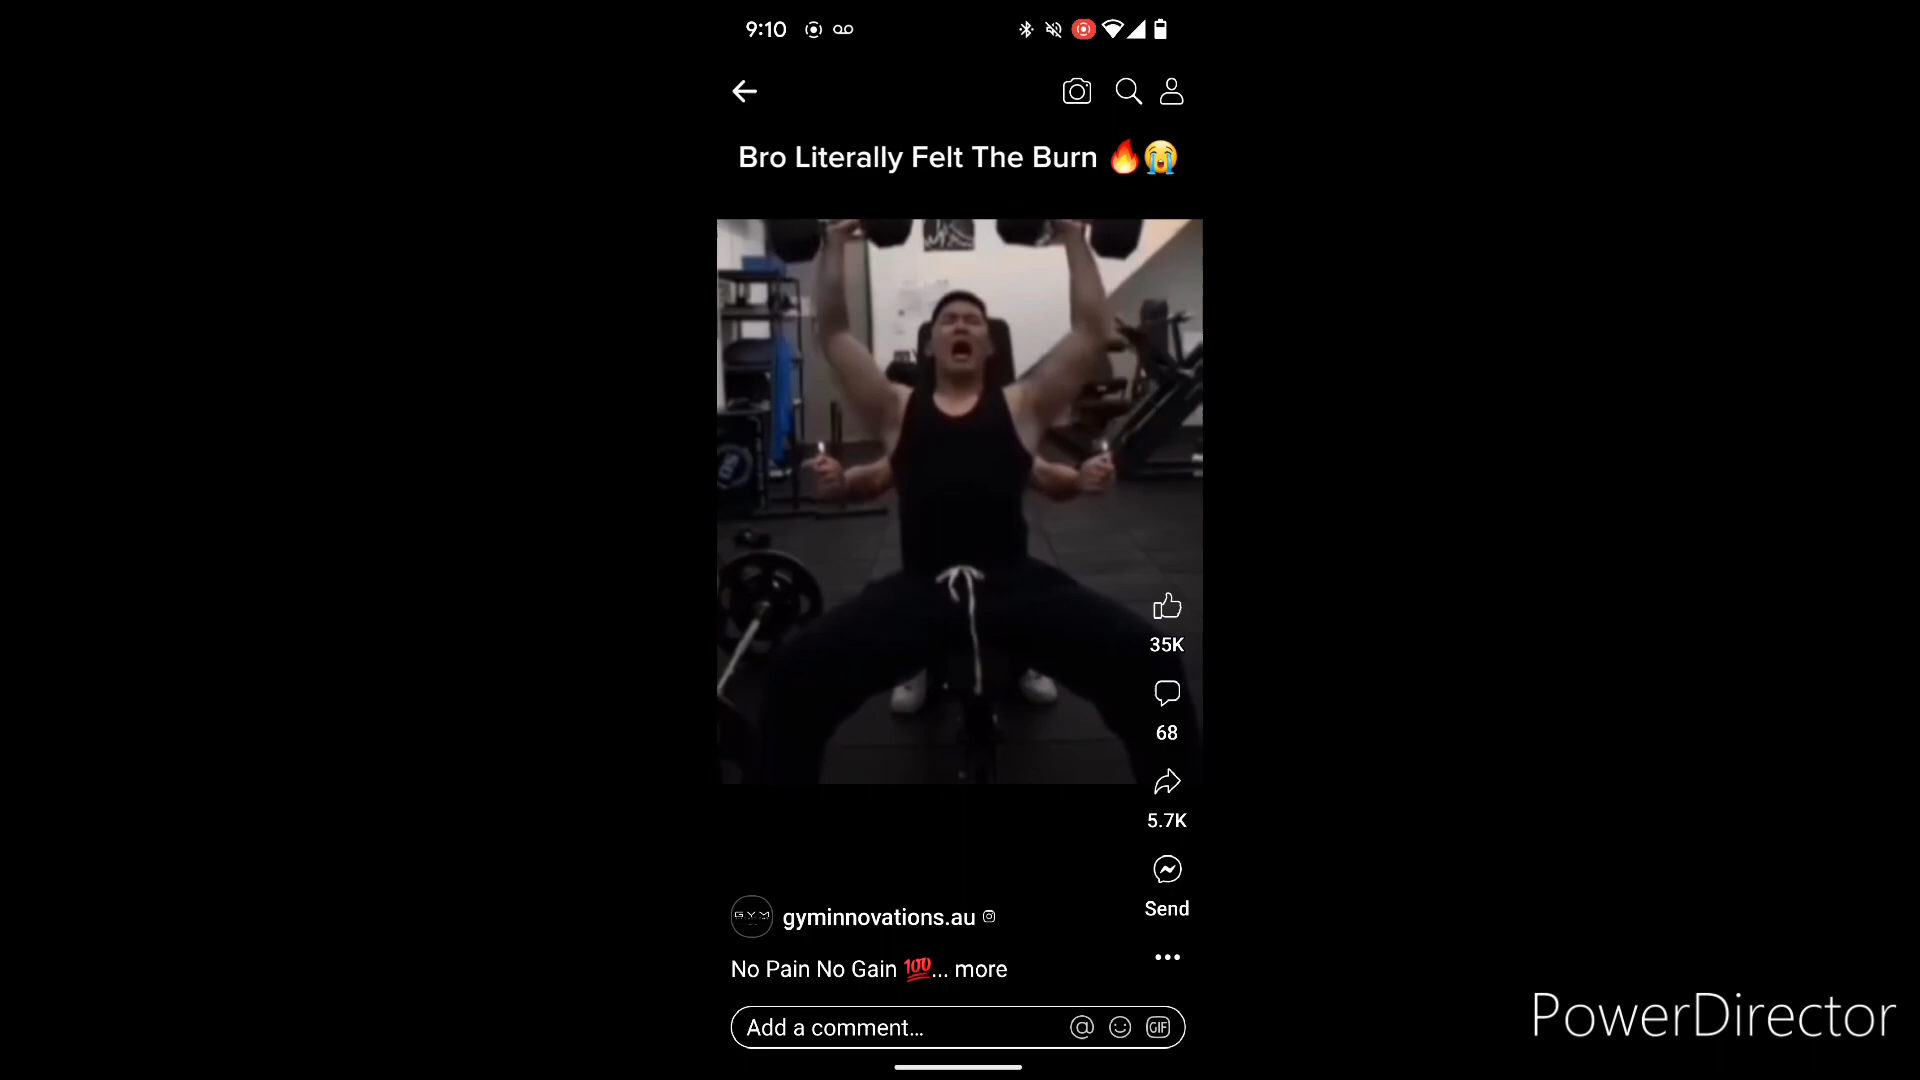 9:10
Bro Literally Felt The Burn 🔥😭
35K
68
5.7K
Send
GYM
gyminnovations.au
No Pain No Gain 💯... more
Add a comment...
GIF
PowerDirector